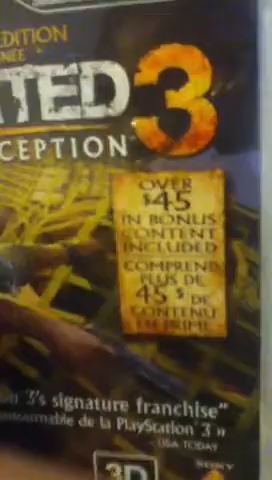 EDITION
NÉE
TED 3
CEPTION
OVER
$45
IN BONUS
CONTENT
INCLUDED
COMPREND
PLUS DE
45 $ DE
CONTENU
EN PRIME
3's signature franchise"
de la PlayStation 3 »
- USA TODAY
3D
SONY